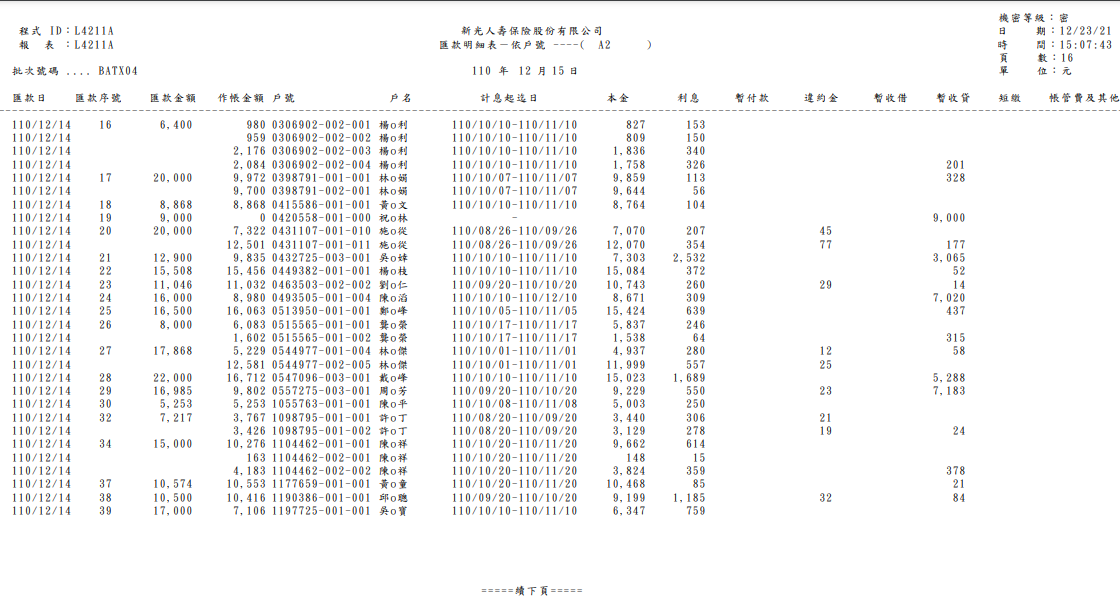 機密等級：密
程式 ID：L4211A 新光人壽保險股份有限公司 日 期：12/23/21
報 表 ：L4211A 匯款明細表－依戶號 ----( A2 ) 時 間：15:07:43
頁 數：16
批次號碼 .... BATX04 110 年 12 月 15 日 單 位：元
匯款日 匯款序號 匯款金額 作帳金額 戶號 戶名 計息起迄日 本金 利息 暫付款 違約金 暫收借 暫收貸 短繳 帳管費及其他
110/12/14 16 6,400 980 0306902-002-001 楊o利 110/10/10-110/11/10 827 153
110/12/14 959 0306902-002-002 楊o利 110/10/10-110/11/10 809 150
110/12/14 2,176 0306902-002-003 楊o利 110/10/10-110/11/10 1,836 340
110/12/14 2,084 0306902-002-004 楊o利 110/10/10-110/11/10 1,758 326 201
110/12/14 17 20,000 9,972 0398791-001-001 林o娟 110/10/07-110/11/07 9,859 113 328
110/12/14 9,700 0398791-002-001 林o娟 110/10/07-110/11/07 9,644 56
110/12/14 18 8,868 8,868 0415586-001-001 黃o文 110/10/10-110/11/10 8,764 104
110/12/14 19 9,000 0 0420558-001-000 祝o林 - 9,000
110/12/14 20 20,000 7,322 0431107-001-010 施o從 110/08/26-110/09/26 7,070 207 45
110/12/14 12,501 0431107-001-011 施o從 110/08/26-110/09/26 12,070 354 77 177
110/12/14 21 12,900 9,835 0432725-003-001 吳o 110/10/10-110/11/10 7,303 2,532 3,065
110/12/14 22 15,508 15,456 0449382-001-001 楊o枝 110/10/10-110/11/10 15,084 372 52
110/12/14 23 11,046 11,032 0463503-002-002 劉o仁 110/09/20-110/10/20 10,743 260 29 14
110/12/14 24 16,000 8,980 0493505-001-004 陳o滔 110/10/10-110/12/10 8,671 309 7,020
110/12/14 25 16,500 16,063 0513950-001-001 鄭o峰 110/10/05-110/11/05 15,424 639 437
110/12/14 26 8,000 6,083 0515565-001-001 龔o榮 110/10/17-110/11/17 5,837 246
110/12/14 1,602 0515565-001-002 龔o榮 110/10/17-110/11/17 1,538 64 315
110/12/14 27 17,868 5,229 0544977-001-004 林o傑 110/10/01-110/11/01 4,937 280 12 58
110/12/14 12,581 0544977-002-005 林o傑 110/10/01-110/11/01 11,999 557 25
110/12/14 28 22,000 16,712 0547096-003-001 戴o峰 110/10/10-110/11/10 15,023 1,689 5,288
110/12/14 29 16,985 9,802 0557275-003-001 周o芳 110/09/20-110/10/20 9,229 550 23 7,183
110/12/14 30 5,253 5,253 1055763-001-001 陳o平 110/10/08-110/11/08 5,003 250
110/12/14 32 7,217 3,767 1098795-001-001 許o丁 110/08/20-110/09/20 3,440 306 21
110/12/14 3,426 1098795-001-002 許o丁 110/08/20-110/09/20 3,129 278 19 24
110/12/14 34 15,000 10,276 1104462-001-001 陳o祥 110/10/20-110/11/20 9,662 614
110/12/14 163 1104462-002-001 陳o祥 110/10/20-110/11/20 148 15
110/12/14 4,183 1104462-002-002 陳o祥 110/10/20-110/11/20 3,824 359 378
110/12/14 37 10,574 10,553 1177659-001-001 黃o童 110/10/20-110/11/20 10,468 85 21
110/12/14 38 10,500 10,416 1190386-001-001 邱o聰 110/09/20-110/10/20 9,199 1,185 32 84
110/12/14 39 17,000 7,106 1197725-001-001 吳o寶 110/10/10-110/11/10 6,347 759
=====續下頁=====